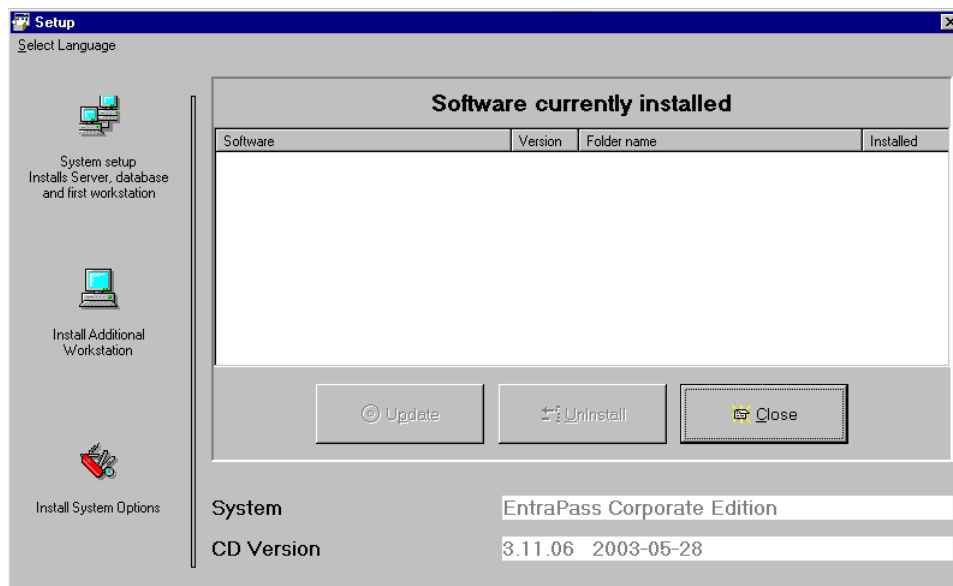 Setup
Select Language
System setup
Installs Server, database
and first workstation
Install Additional
Workstation
Install System Options
Software currently installed
Software Version Folder name Installed
Update UnInstall Close
System EntraPass Corporate Edition
CD Version 3.11.06 2003-05-28